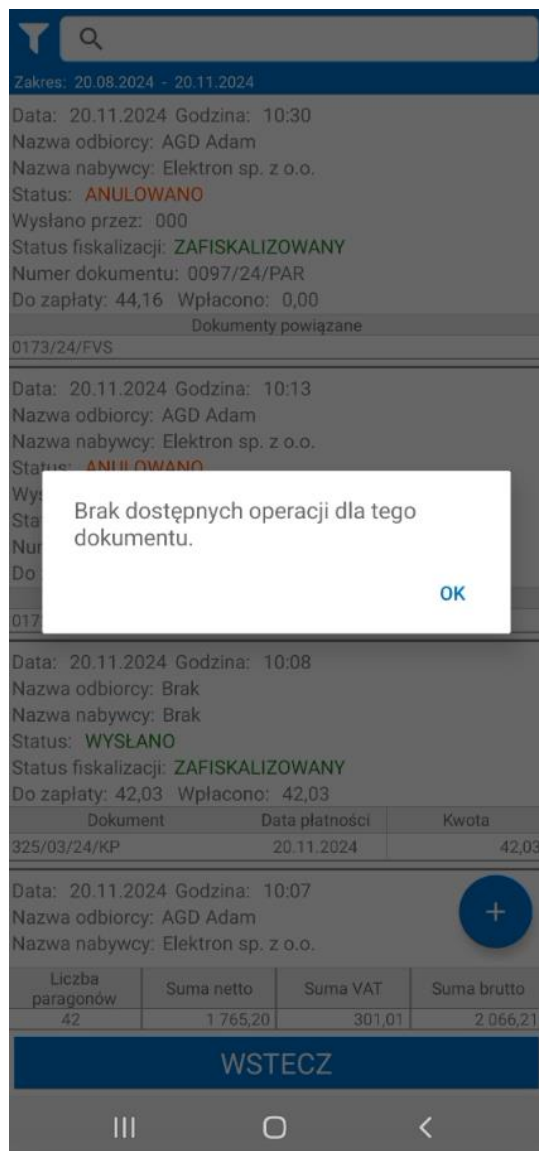 Zakres: 20.08.2024 - 20.11.2024
Data: 20.11.2024 Godzina: 10:30
Nazwa odbiorcy: AGD Adam
Nazwa nabywcy: Elektron sp. z o.o.
Status: ANULOWANO
Wysłano przez: 000
Status fiskalizacji: ZAFISKALIZOWANY
Numer dokumentu: 0097/24/PAR
Do zapłaty: 44,16 Wpłacono: 0,00
Dokumenty powiązane
0173/24/FVS
Data: 20.11.2024 Godzina: 10:13
Nazwa odbiorcy: AGD Adam
Nazwa nabywcy: Elektron sp. z o.o.
Status: ANULOWANO
Brak dostępnych operacji dla tego
dokumentu.
OK
Do
017
Data: 20.11.2024 Godzina: 10:08
Nazwa odbiorcy: Brak
Nazwa nabywcy: Brak
Status: WYSŁANO
Status fiskalizacji: ZAFISKALIZOWANY
Do zapłaty: 42,03 Wpłacono: 42,03
Dokument Data płatności Kwota
325/03/24/KP 20.11.2024 42,03
Data: 20.11.2024 Godzina: 10:07
Nazwa odbiorcy: AGD Adam
Nazwa nabywcy: Elektron sp. z o.o.
+
Liczba paragonów Suma netto Suma VAT Suma brutto
42 1 765,20 301,01 2 066,21
WSTECZ